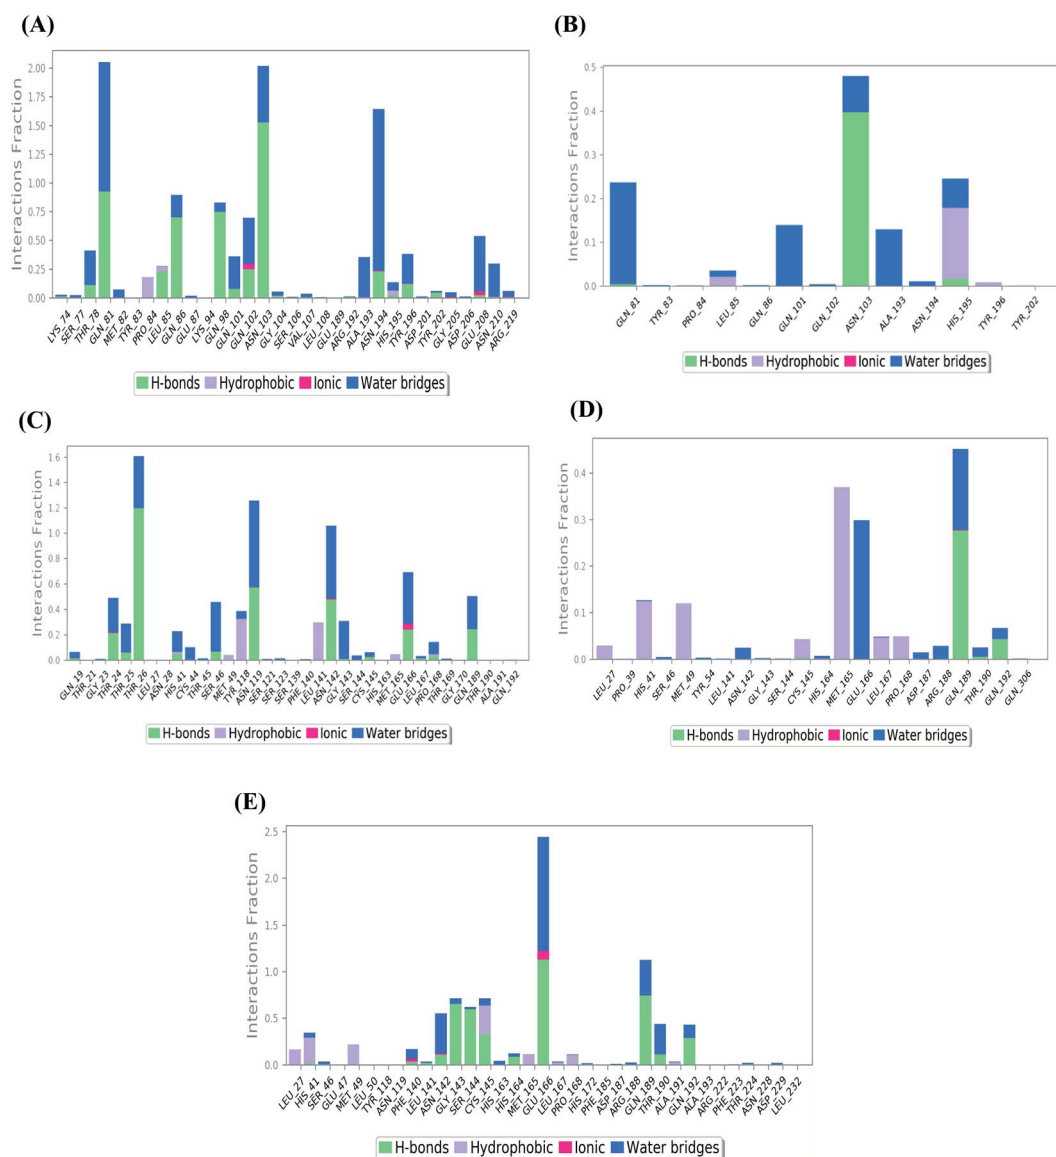 (A)
Interactions Fraction
2.00
1.75
1.50
1.25
1.00
0.75
0.50
0.25
0.00
LYS_74 SER_77 THR_78 GLN_81 MET_82 TYR_83 PRO_84 LEU_85 GLN_86 GLU_87 LYS_94 GLN_98 GLN_101 GLN_102 ASN_103 GLY_104 SER_106 VAL_107 LEU_108 GLU_189 ARG_192 ALA_193 ASN_194 HIS_195 TYR_196 ASP_201 TYR_202 GLY_205 ASP_206 GLU_208 ASN_210 ARG_219
H-bonds Hydrophobic Ionic Water bridges
(B)
Interactions Fraction
0.5
0.4
0.3
0.2
0.1
0.0
GLN_81 TYR_83 PRO_84 LEU_85 GLN_86 GLN_101 GLN_102 ASN_103 ALA_193 ASN_194 HIS_195 TYR_196 TYR_202
H-bonds Hydrophobic Ionic Water bridges
(C)
Interactions Fraction
1.6
1.4
1.2
1.0
0.8
0.6
0.4
0.2
0.0
GLN_19 THR_21 GLY_23 THR_24 THR_25 THR_26 LEU_27 ASN_28 HIS_41 CYS_44 THR_45 SER_46 MET_49 TYR_118 ASN_119 SER_121 SER_123 SER_139 PHE_140 LEU_141 ASN_142 GLY_143 SER_144 CYS_145 HIS_163 MET_165 GLU_166 LEU_167 PRO_168 THR_169 GLY_170 GLN_189 THR_190 ALA_191 GLN_192
H-bonds Hydrophobic Ionic Water bridges
(D)
Interactions Fraction
0.4
0.3
0.2
0.1
0.0
LEU_27 PRO_39 HIS_41 SER_46 MET_49 TYR_54 LEU_141 ASN_142 GLY_143 SER_144 CYS_145 HIS_164 MET_165 GLU_166 LEU_167 PRO_168 ASP_187 ARG_188 GLN_189 THR_190 GLN_192 GLN_306
H-bonds Hydrophobic Ionic Water bridges
(E)
Interactions Fraction
2.5
2.0
1.5
1.0
0.5
0.0
LEU_27 HIS_41 SER_46 GLU_47 MET_49 LEU_50 TYR_118 ASN_119 PHE_140 LEU_141 ASN_142 GLY_143 SER_144 CYS_145 HIS_163 HIS_164 MET_165 GLU_166 LEU_167 PRO_168 HIS_172 PHE_185 ASP_187 ARG_188 GLN_189 THR_190 ALA_191 GLN_192 ALA_193 ARG_222 PHE_223 THR_224 ASN_228 ASP_229 LEU_232
H-bonds Hydrophobic Ionic Water bridges